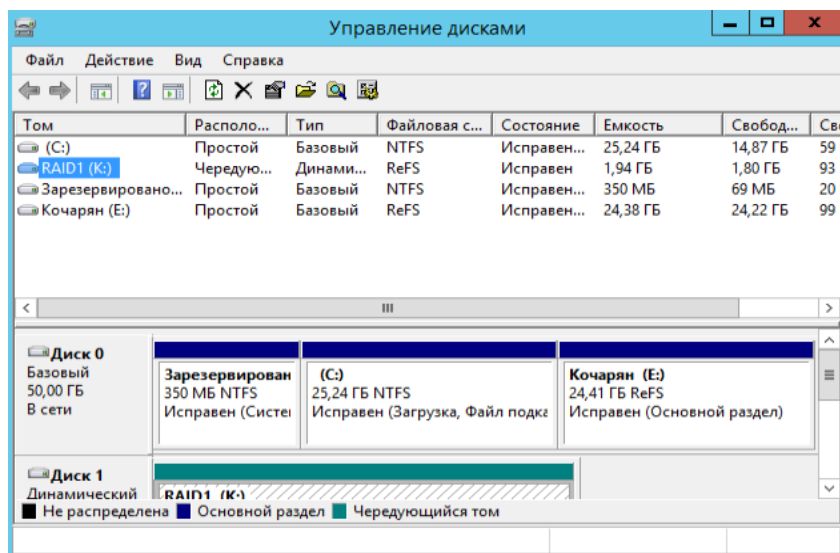 Управление дисками
Файл Действие Вид Справка
Том Располо... Тип Файловая с... Состояние Емкость Свобод... Св
(C:) Простой Базовый NTFS Исправен... 25,24 ГБ 14,87 ГБ 59
RAID1 (K:) Чередую... Динами... ReFS Исправен 1,94 ГБ 1,80 ГБ 93
Зарезервировано... Простой Базовый NTFS Исправен... 350 МБ 69 МБ 20
Кочарян (E:) Простой Базовый ReFS Исправен... 24,38 ГБ 24,22 ГБ 99
Диск 0
Базовый
50,00 ГБ
В сети
Зарезервирован
350 МБ NTFS
Исправен (Систе
(C:)
25,24 ГБ NTFS
Исправен (Загрузка, Файл подка
Кочарян (E:)
24,41 ГБ ReFS
Исправен (Основной раздел)
Диск 1
Динамический
RAID1 (K:)
Не распределена Основной раздел Чередующийся том